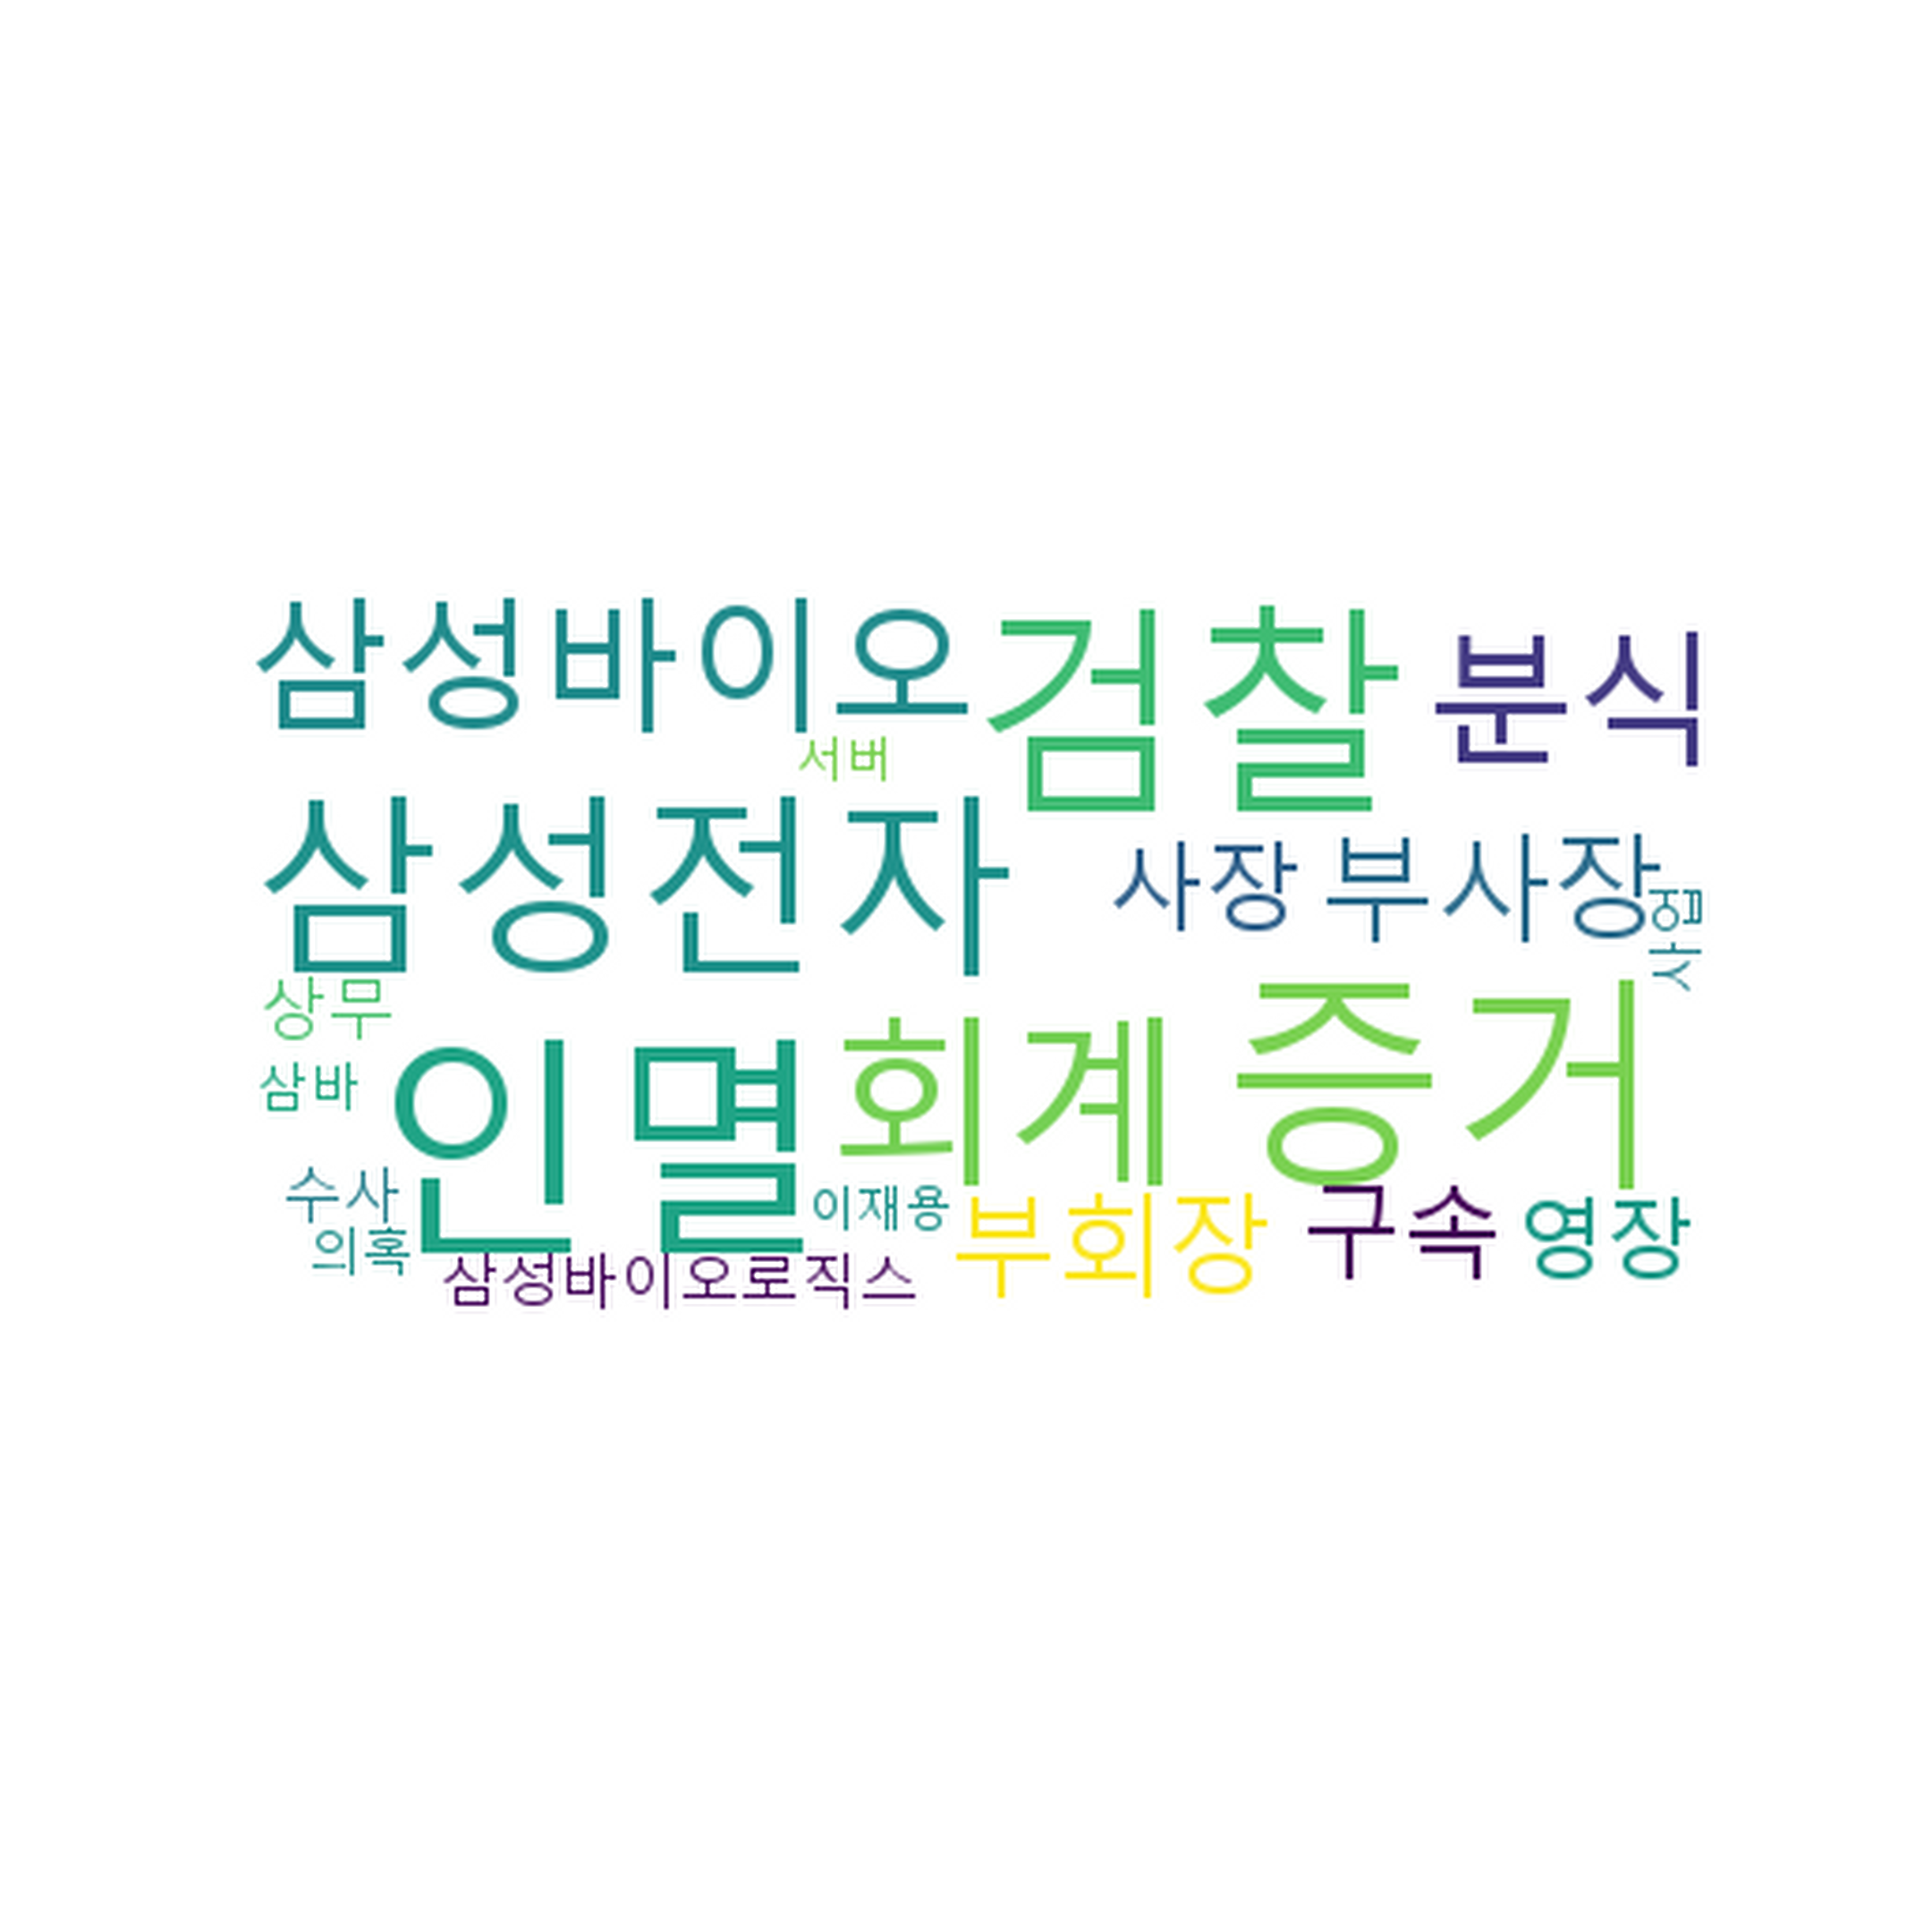 삼성바이오 검찰 분식
서버
삼성전자 사장 부사장
상무
삼바 인멸 회계 증거
수사 이재용 부회장 구속 영장
의혹 삼성바이오로직스